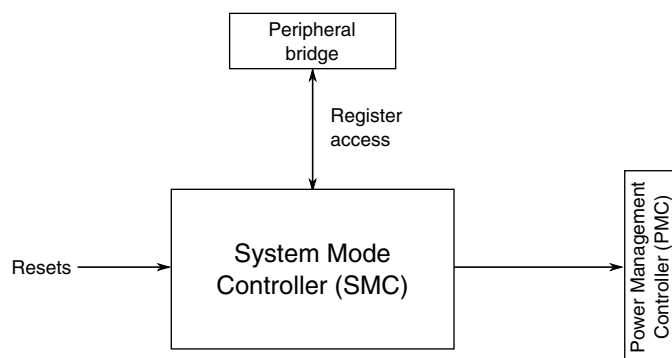 Peripheral
bridge
Register
access
Resets
System Mode
Controller (SMC)
Power Management
Controller (PMC)